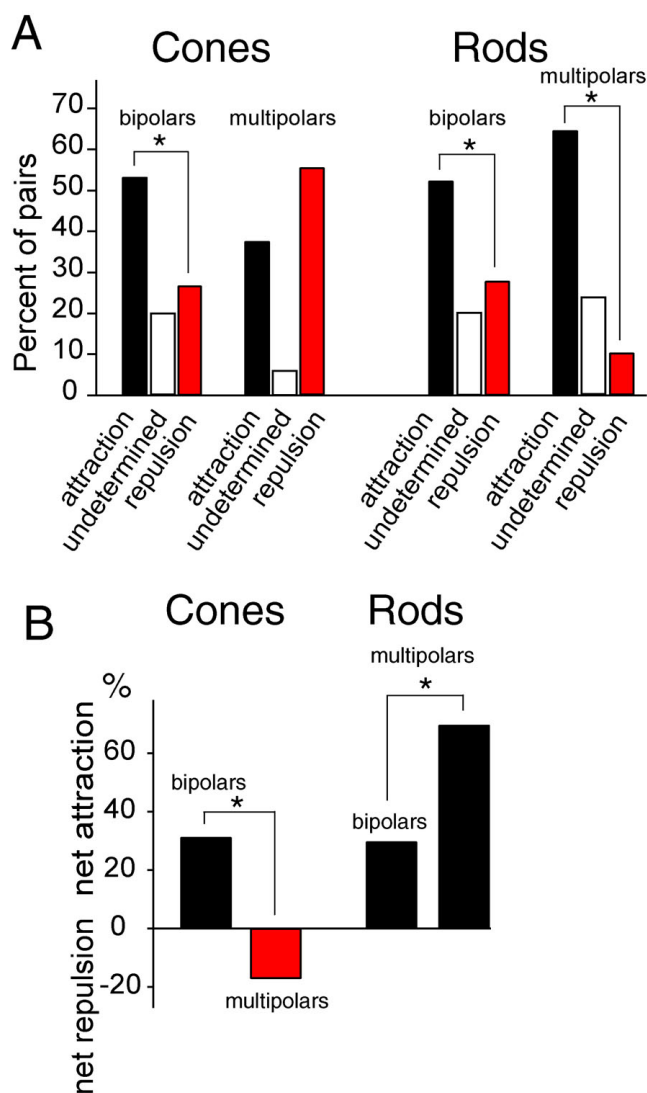 A
Cones
Rods
Percent of pairs
70
60
50
40
30
20
10
0
bipolars
*
multipolars
bipolars
*
multipolars
*
attraction
undetermined
repulsion
attraction
undetermined
repulsion
attraction
undetermined
repulsion
attraction
undetermined
repulsion
B
Cones
Rods
%
net repulsion net attraction
60
40
20
0
-20
bipolars
*
multipolars
multipolars
*
bipolars